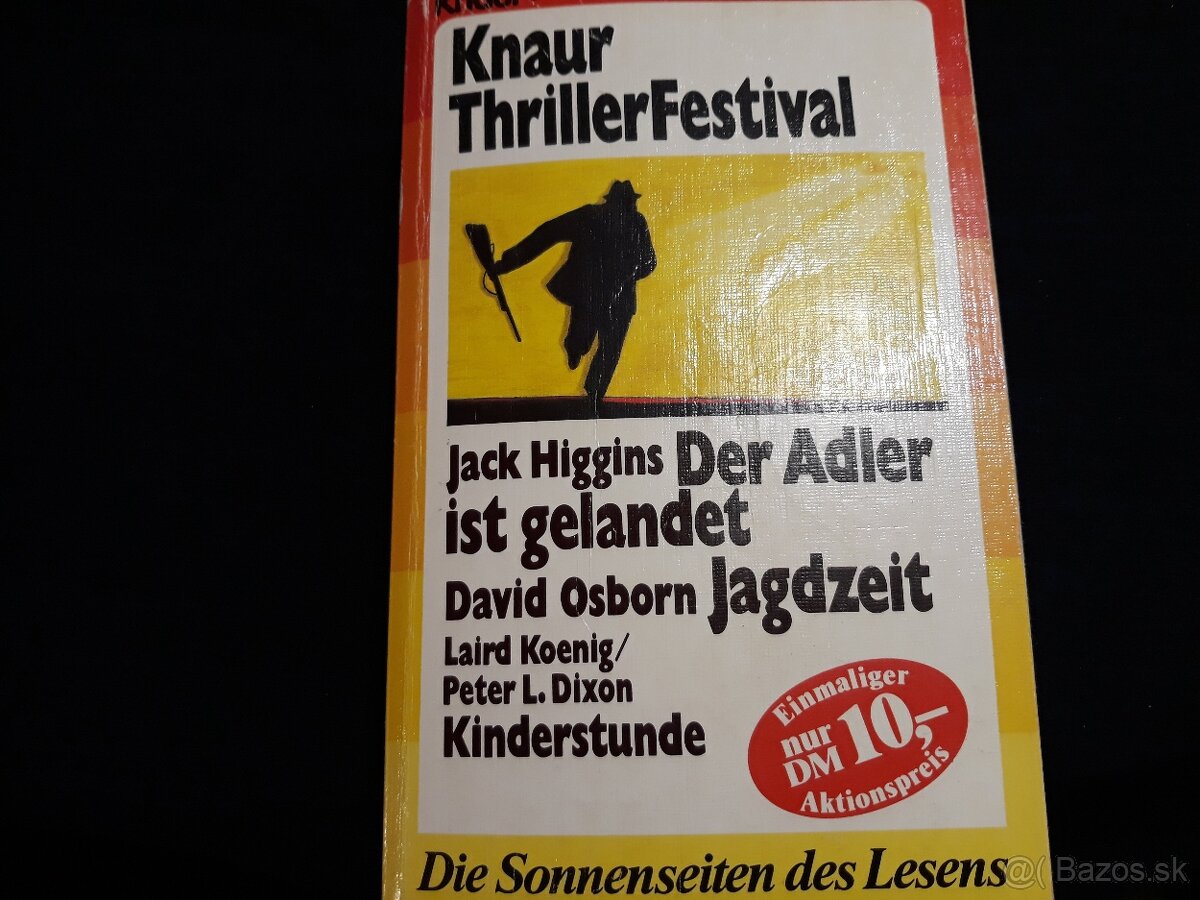 Knaur
Knaur
ThrillerFestival
Jack Higgins Der Adler
ist gelandet
David Osborn Jagdzeit
Laird Koenig/
Peter L. Dixon
Kinderstunde
Einmaliger
nur
DM 10,-
Aktionspreis
Die Sonnenseiten des Lesens
@( Bazos.sk